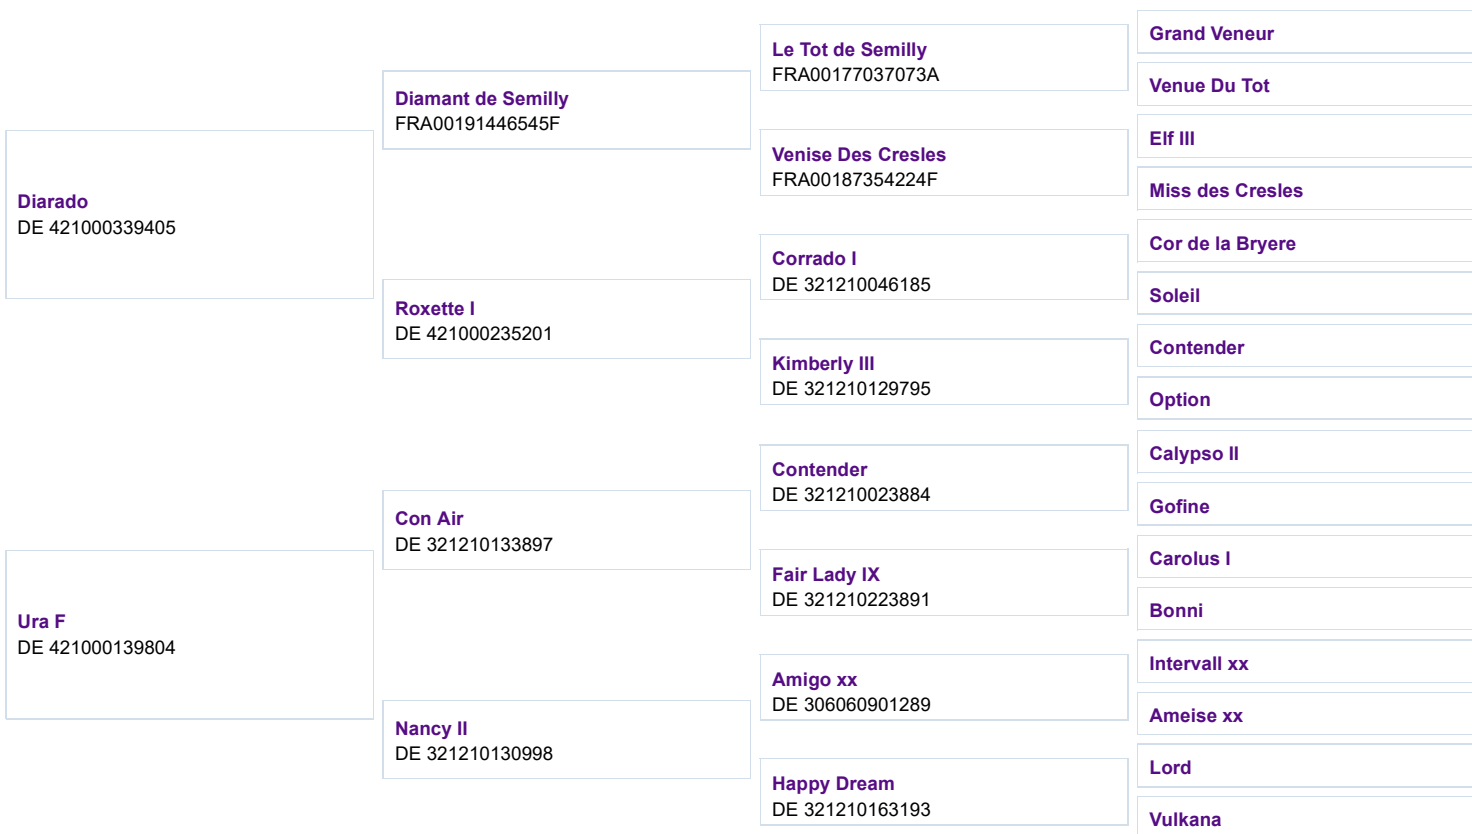 Diarado
DE 421000339405
Ura F
DE 421000139804
Diamant de Semilly
FRA00191446545F
Roxette I
DE 421000235201
Con Air
DE 321210133897
Nancy II
DE 321210130998
Le Tot de Semilly
FRA00177037073A
Venise Des Cresles
FRA00187354224F
Corrado I
DE 321210046185
Kimberly III
DE 321210129795
Contender
DE 321210023884
Fair Lady IX
DE 321210223891
Amigo xx
DE 306060901289
Happy Dream
DE 321210163193
Grand Veneur
Venue Du Tot
Elf III
Miss des Cresles
Cor de la Bryere
Soleil
Contender
Option
Calypso II
Gofine
Carolus I
Bonni
Intervall xx
Ameise xx
Lord
Vulkana